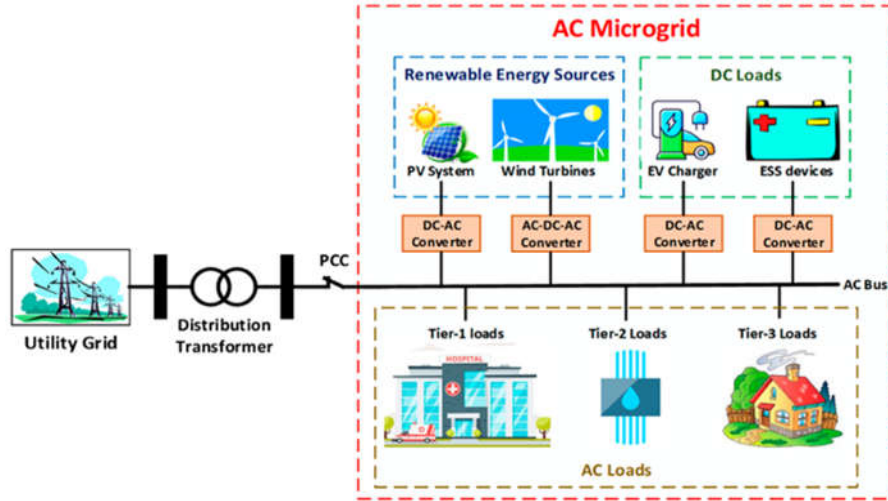 AC Microgrid
Renewable Energy Sources
DC Loads
PV System
Wind Turbines
EV Charger
ESS devices
DC-AC
Converter
AC-DC-AC
Converter
DC-AC
Converter
DC-AC
Converter
PCC
AC Bus
Utility Grid
Distribution
Transformer
Tier-1 loads
Tier-2 Loads
Tier-3 Loads
HOSPITAL
AC Loads